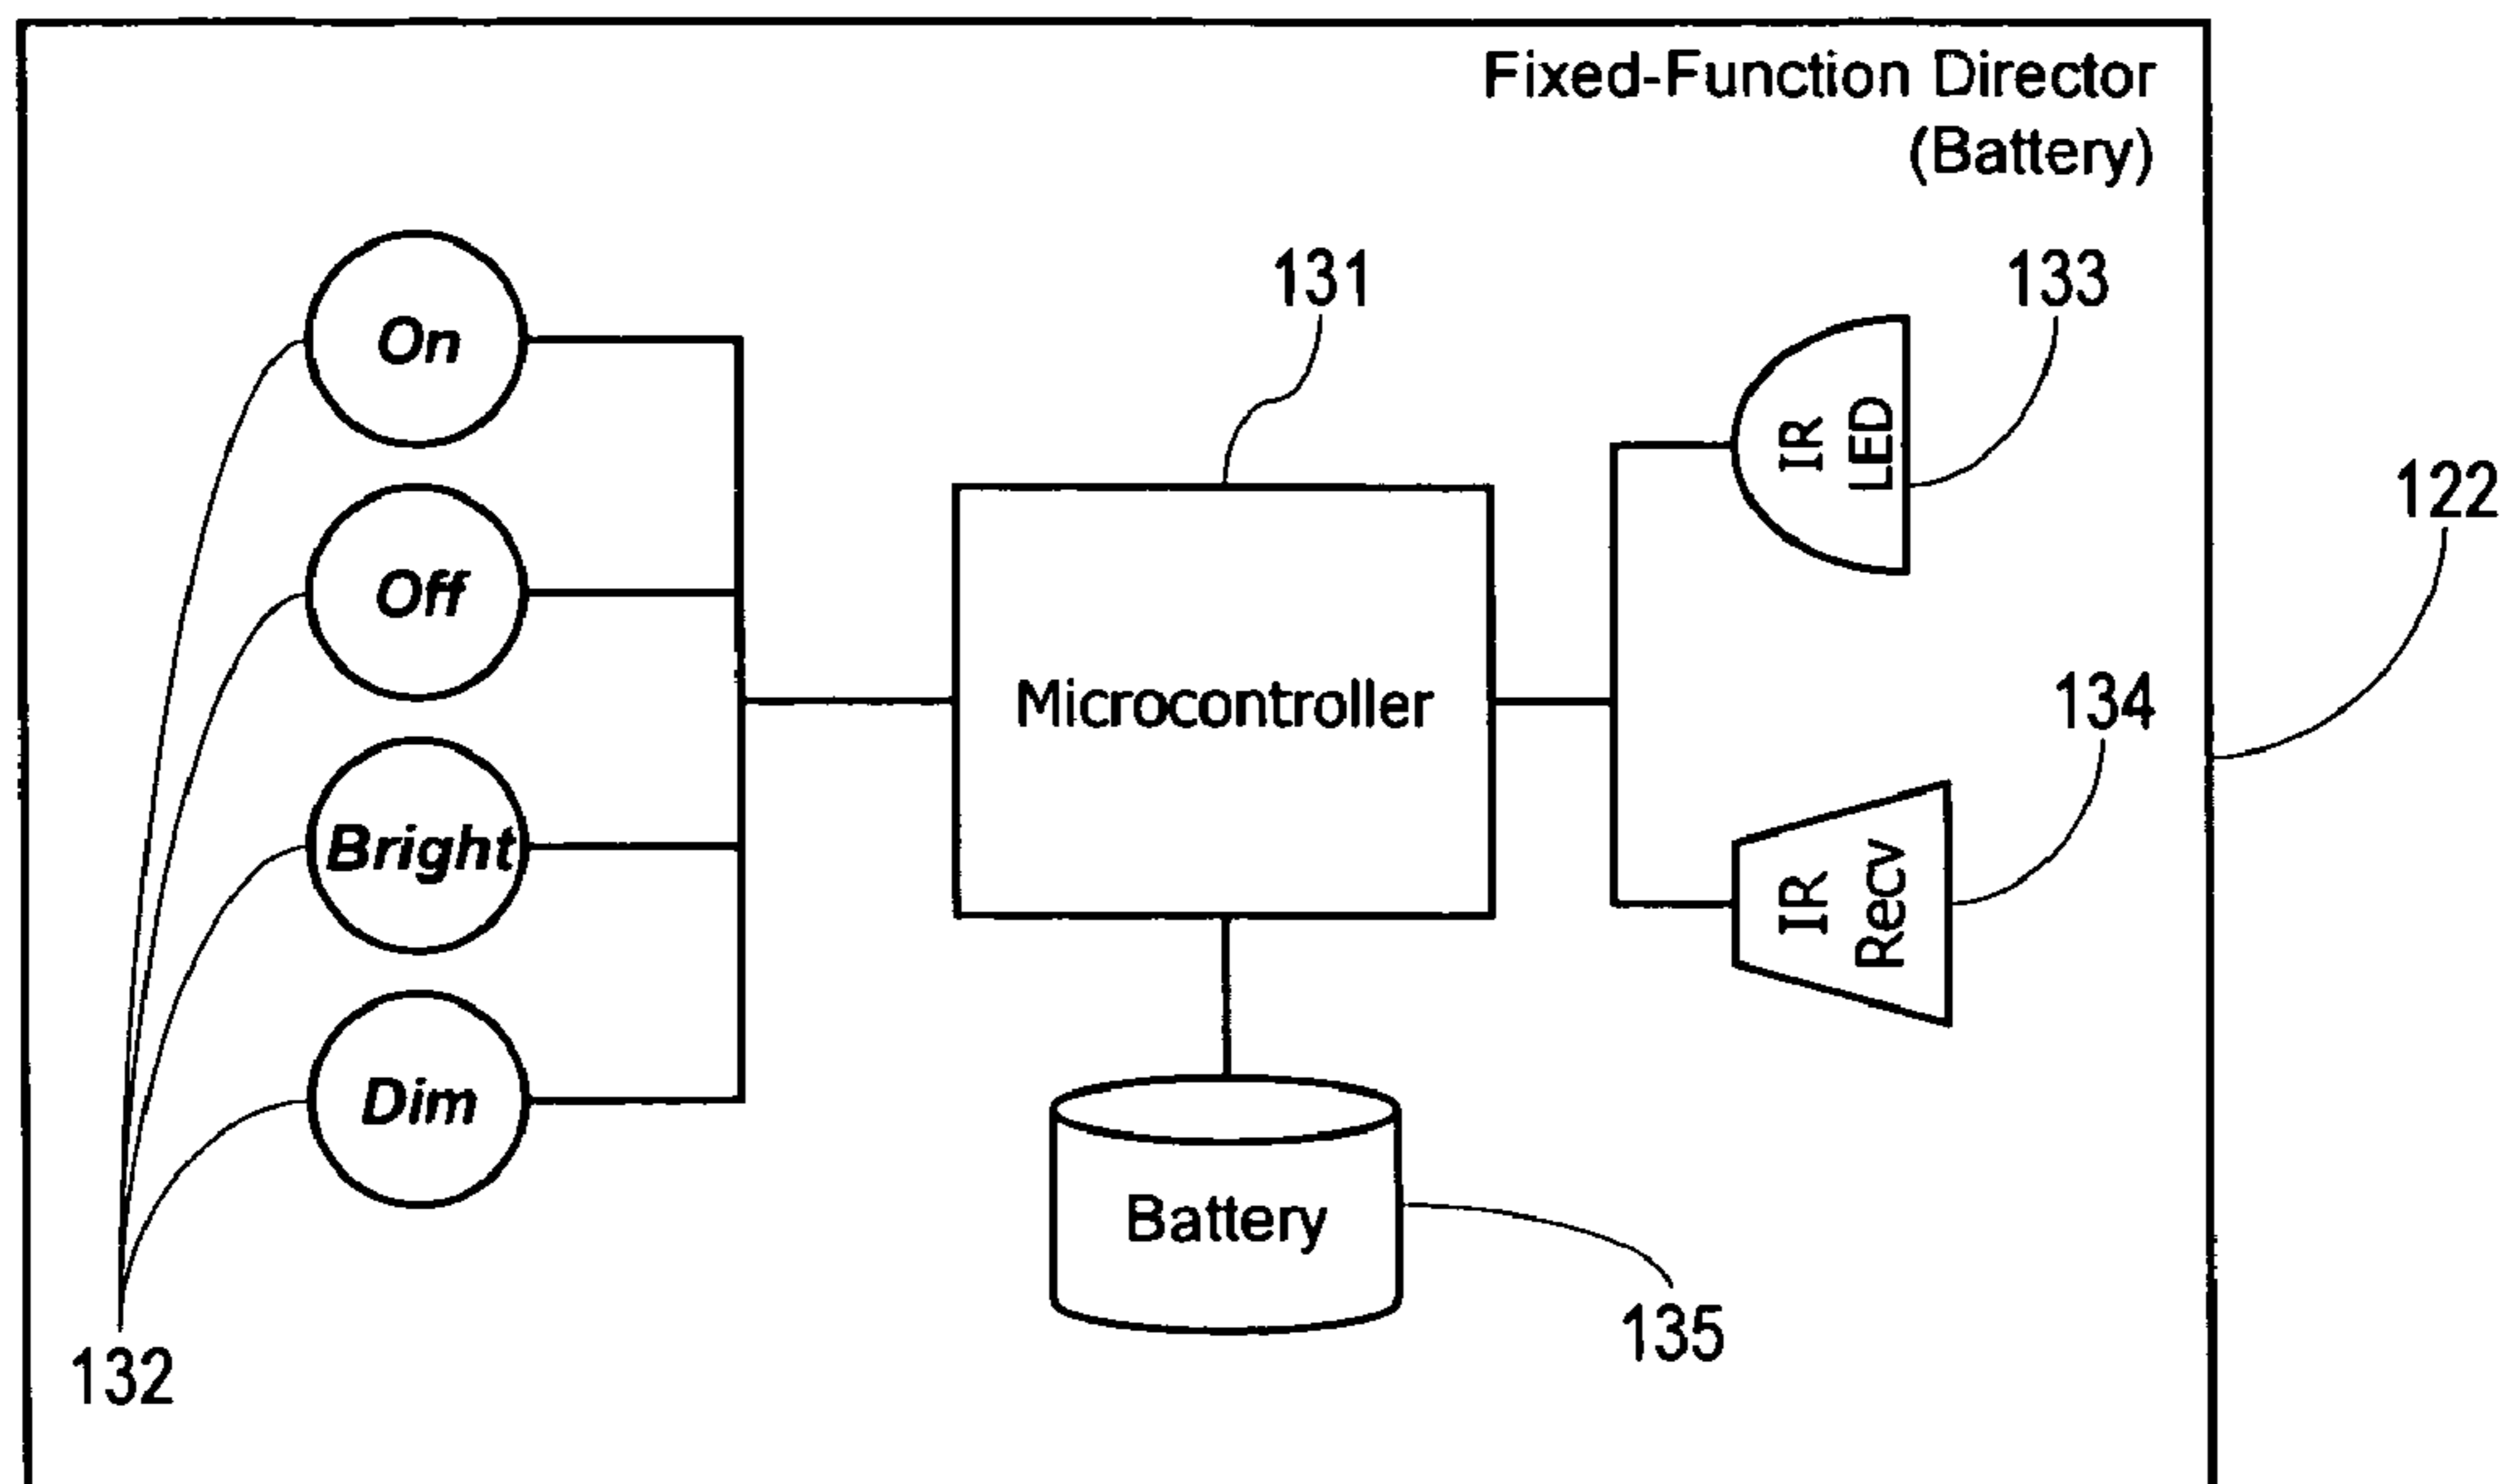 Fixed-Function Director
(Battery)
131
133
On
IR
LED
122
Off
134
Microcontroller
Bright
IR
Recv
Dim
Battery
135
132